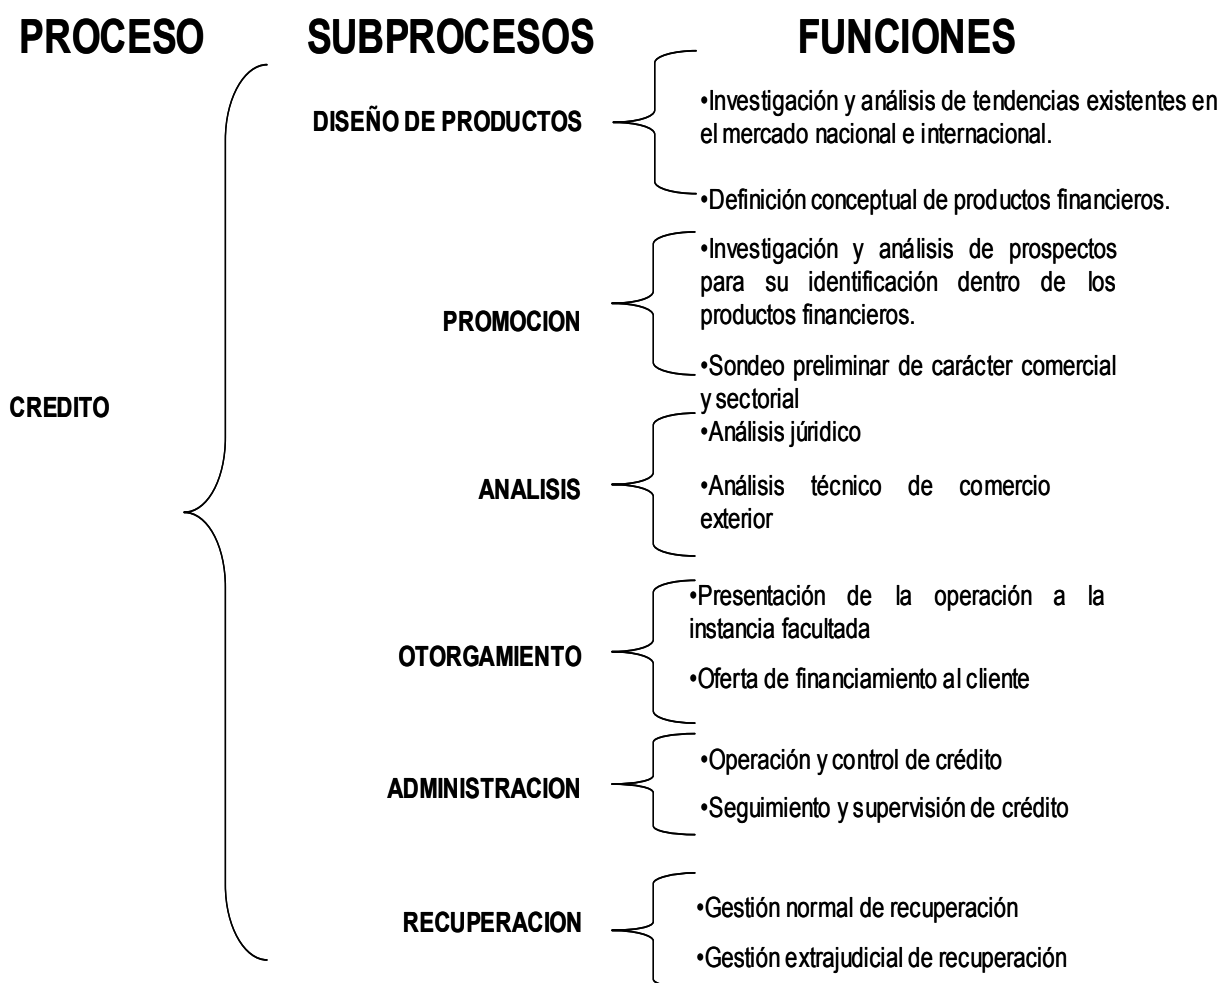 PROCESO SUBPROCESOS FUNCIONES
DISEÑO DE PRODUCTOS
•Investigación y análisis de tendencias existentes en
el mercado nacional e internacional.
•Definición conceptual de productos financieros.
PROMOCION
•Investigación y análisis de prospectos
para su identificación dentro de los
productos financieros.
•Sondeo preliminar de carácter comercial
y sectorial
CREDITO
ANALISIS
•Análisis júridico
•Análisis técnico de comercio
exterior
OTORGAMIENTO
•Presentación de la operación a la
instancia facultada
•Oferta de financiamiento al cliente
ADMINISTRACION
•Operación y control de crédito
•Seguimiento y supervisión de crédito
RECUPERACION
•Gestión normal de recuperación
•Gestión extrajudicial de recuperación